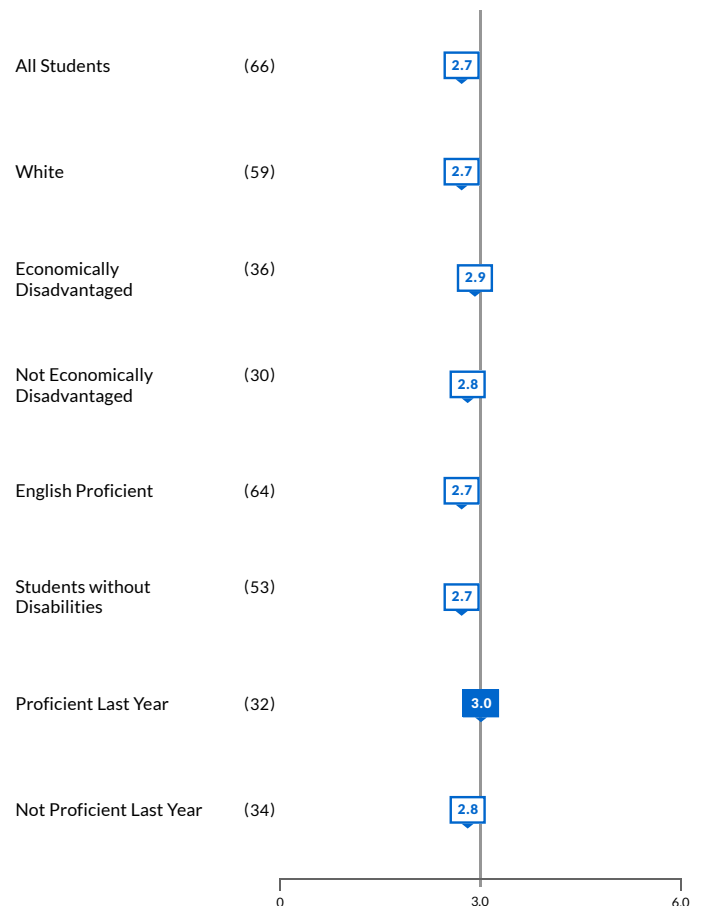 All Students (66) 2.7
White (59) 2.7
Economically (36) 2.9
Disadvantaged
Not Economically (30) 2.8
Disadvantaged
English Proficient (64) 2.7
Students without (53) 2.7
Disabilities
Proficient Last Year (32) 3.0
Not Proficient Last Year (34) 2.8
0 3.0 6.0